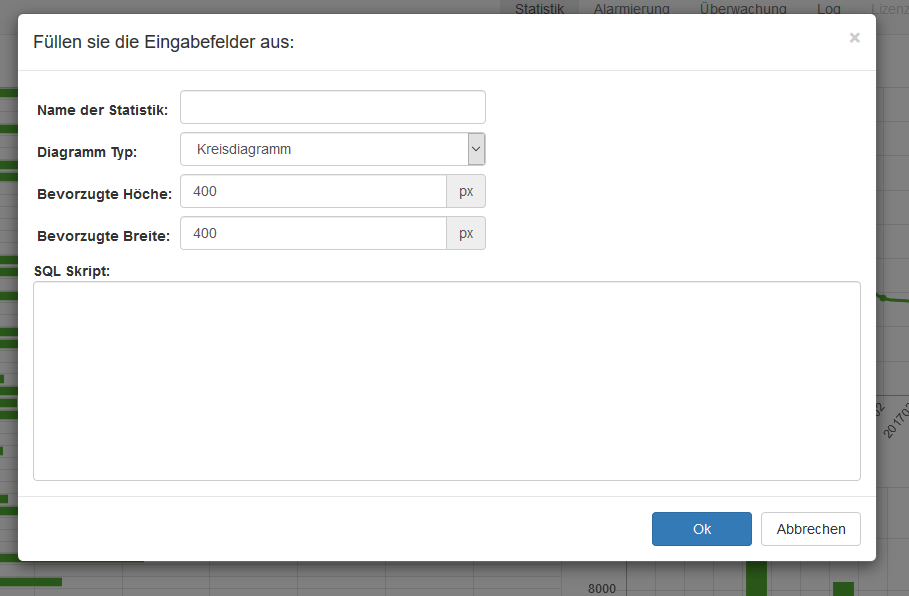 Statistik Alarmierung Überwachung Log Lizenz
Füllen sie die Eingabefelder aus: ×
Name der Statistik:
Diagramm Typ: Kreisdiagramm
Bevorzugte Höche: 400 px
Bevorzugte Breite: 400 px
SQL Skript:
Ok Abbrechen
8000